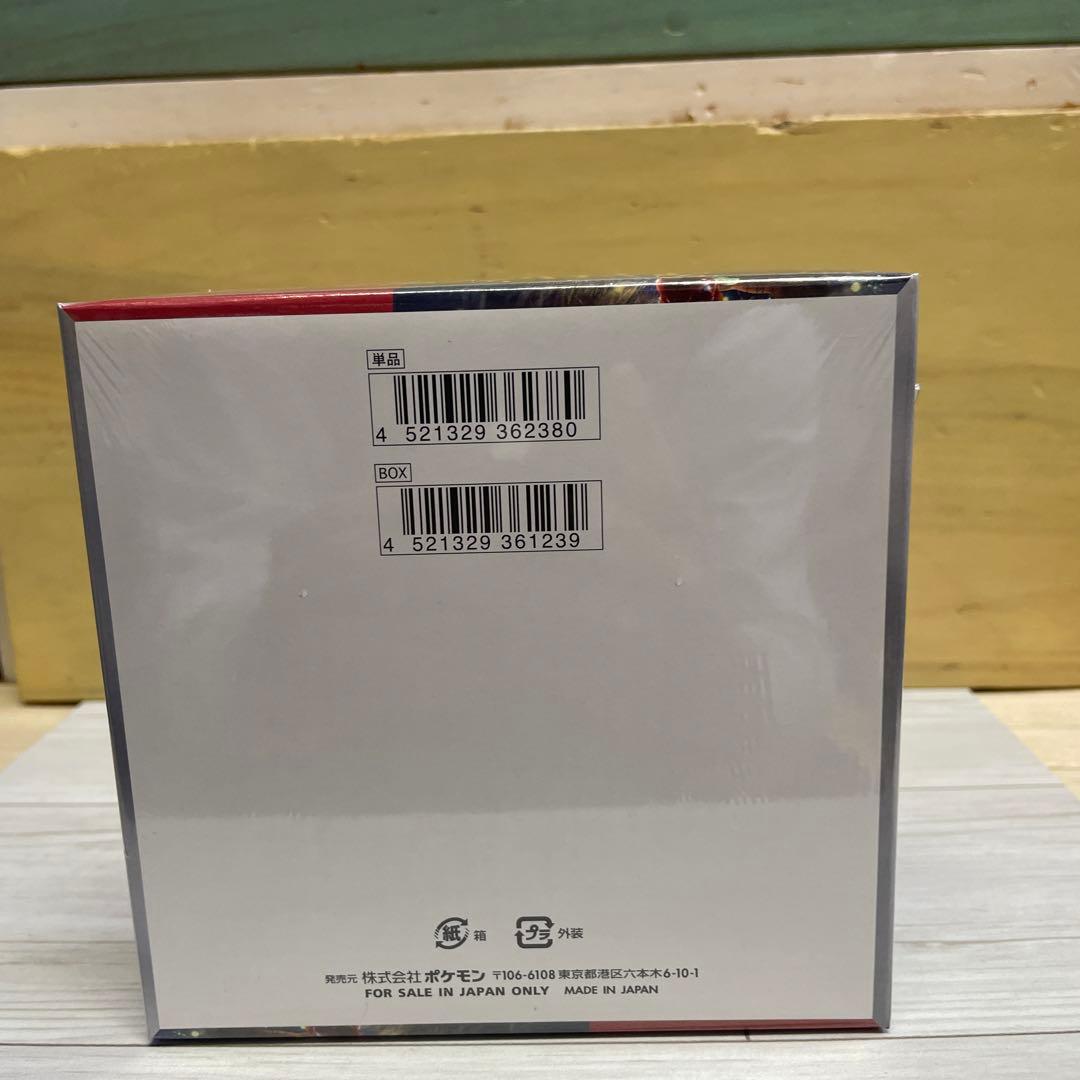 単品
4 521329 362380
BOX
4 521329 361239
紙 箱 プラ 外装
発売元 株式会社 ポケモン 〒106-6108 東京都港区六本木6-10-1
FOR SALE IN JAPAN ONLY MADE IN JAPAN